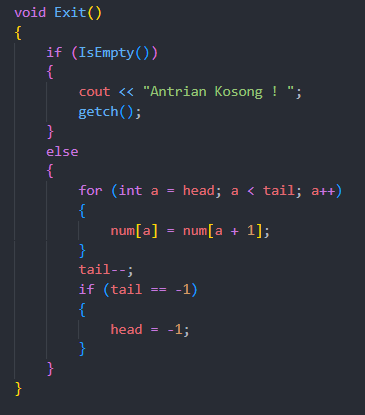 void Exit()
{
    if (IsEmpty())
    {
        cout << "Antrian Kosong ! ";
        getch();
    }
    else
    {
        for (int a = head; a < tail; a++)
        {
            num[a] = num[a + 1];
        }
        tail--;
        if (tail == -1)
        {
            head = -1;
        }
    }
}